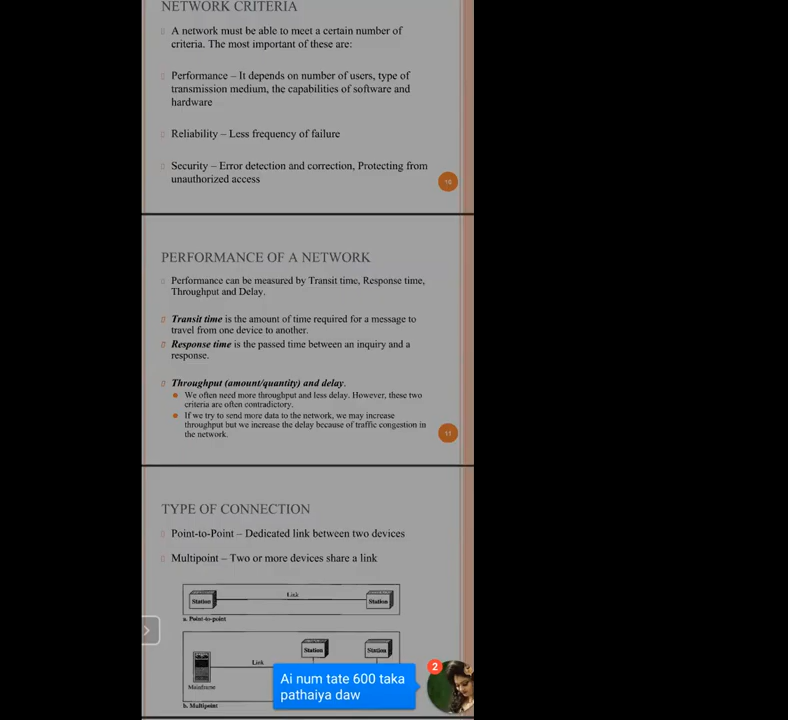 NETWORK CRITERIA
A network must be able to meet a certain number of
criteria. The most important of these are:
Performance – It depends on number of users, type of
transmission medium, the capabilities of software and
hardware
Reliability – Less frequency of failure
Security – Error detection and correction, Protecting from
unauthorized access
10
PERFORMANCE OF A NETWORK
Performance can be measured by Transit time, Response time,
Throughput and Delay.
Transit time is the amount of time required for a message to
travel from one device to another.
Response time is the passed time between an inquiry and a
response.
Throughput (amount/quantity) and delay.
We often need more throughput and less delay. However, these two
criteria are often contradictory.
If we try to send more data to the network, we may increase
throughput but we increase the delay because of traffic congestion in
the network.
11
TYPE OF CONNECTION
Point-to-Point – Dedicated link between two devices
Multipoint – Two or more devices share a link
Link
Station Station
a. Point-to-point
Station Station
Link
Mainframe
b. Multipoint
2
Ai num tate 600 taka
pathaiya daw